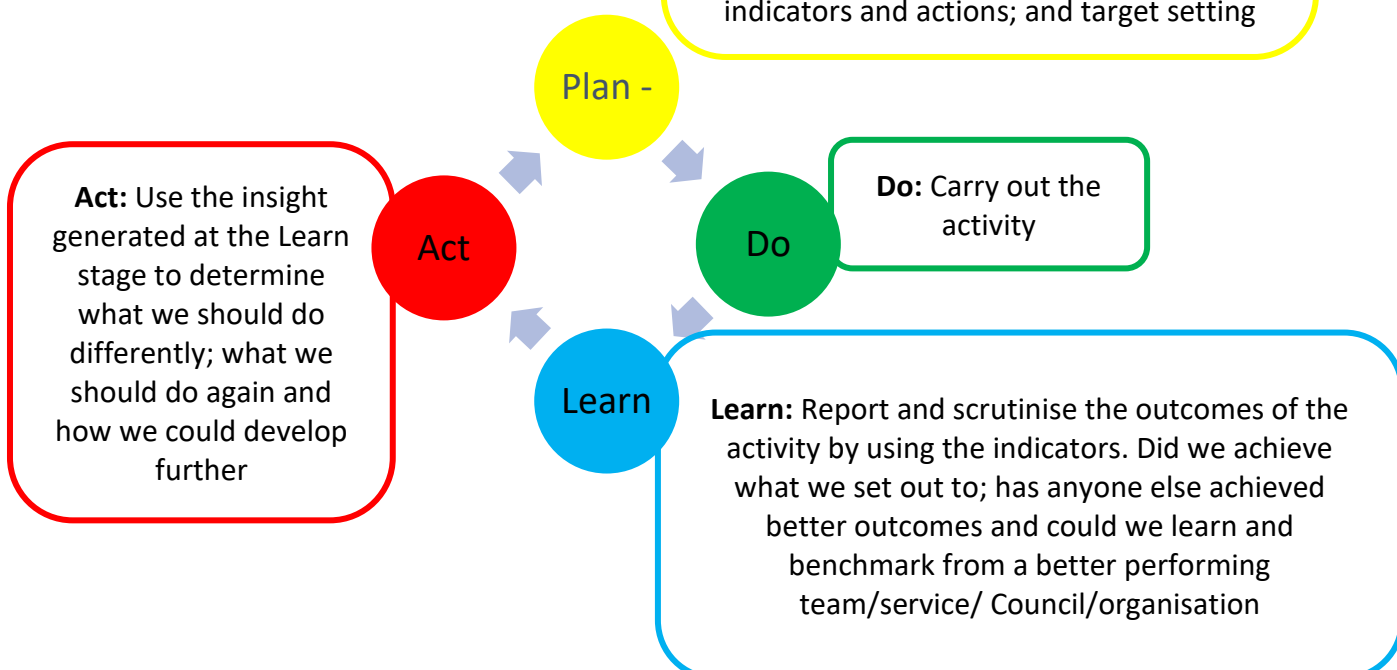 indicators and actions; and target setting
Plan -
Act: Use the insight
generated at the Learn
stage to determine
what we should do
differently; what we
should do again and
how we could develop
further
Act
Do
Do: Carry out the
activity
Learn
Learn: Report and scrutinise the outcomes of the
activity by using the indicators. Did we achieve
what we set out to; has anyone else achieved
better outcomes and could we learn and
benchmark from a better performing
team/service/ Council/organisation